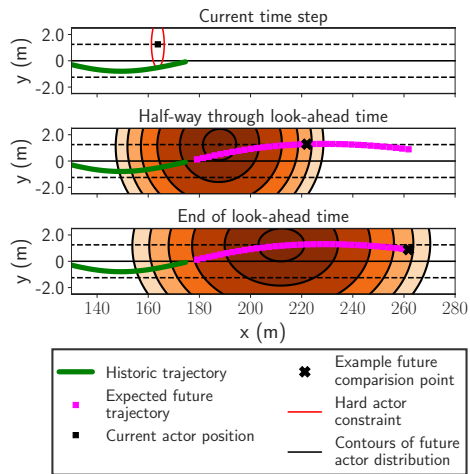 Current time step
2.0
0.0
-2.0
y (m)
Half-way through look-ahead time
2.0
0.0
-2.0
y (m)
End of look-ahead time
2.0
0.0
-2.0
y (m)
140 160 180 200 220 240 260 280
x (m)
Historic trajectory
Expected future
trajectory
Current actor position
Example future
comparision point
Hard actor
constraint
Contours of future
actor distribution